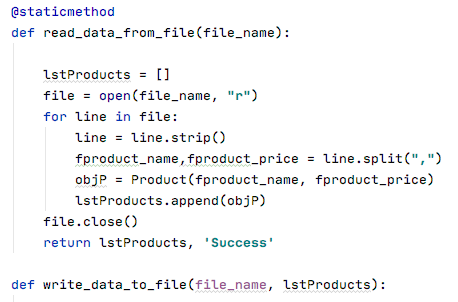 @staticmethod
def read_data_from_file(file_name):
lstProducts = []
file = open(file_name, "r")
for line in file:
line = line.strip()
fproduct_name,fproduct_price = line.split(",")
objP = Product(fproduct_name, fproduct_price)
lstProducts.append(objP)
file.close()
return lstProducts, 'Success'
def write_data_to_file(file_name, lstProducts):